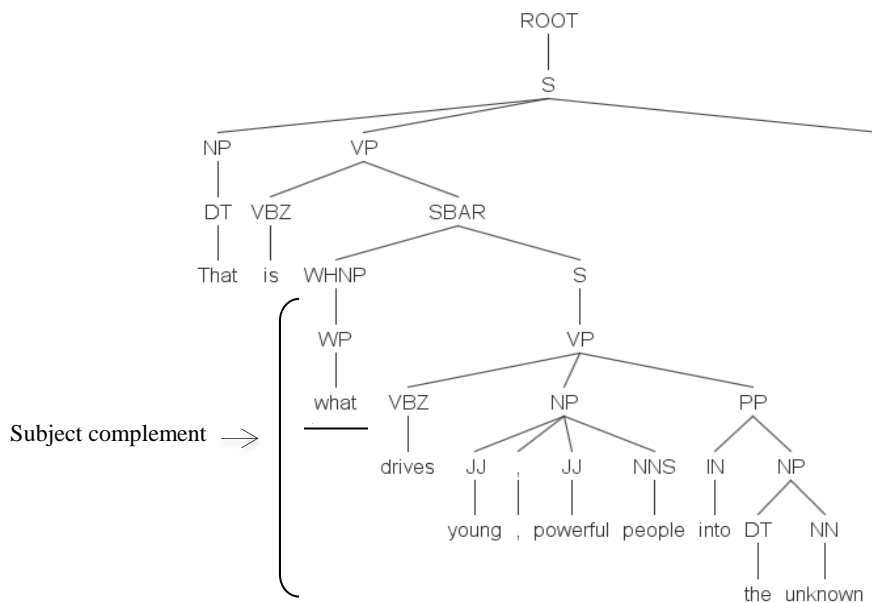 ROOT
S
NP VP
DT VBZ SBAR
That is WHNP S
WP VP
what VBZ NP PP
Subject complement
drives JJ , JJ NNS IN NP
young , powerful people into DT NN
the unknown